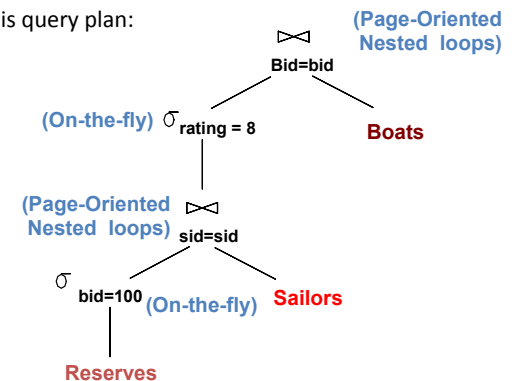 is query plan:
(Page-Oriented
Nested loops)
⋈
Bid=bid
(On-the-fly) σ rating = 8
Boats
(Page-Oriented
Nested loops)
⋈
sid=sid
σ bid=100 (On-the-fly)
Sailors
Reserves